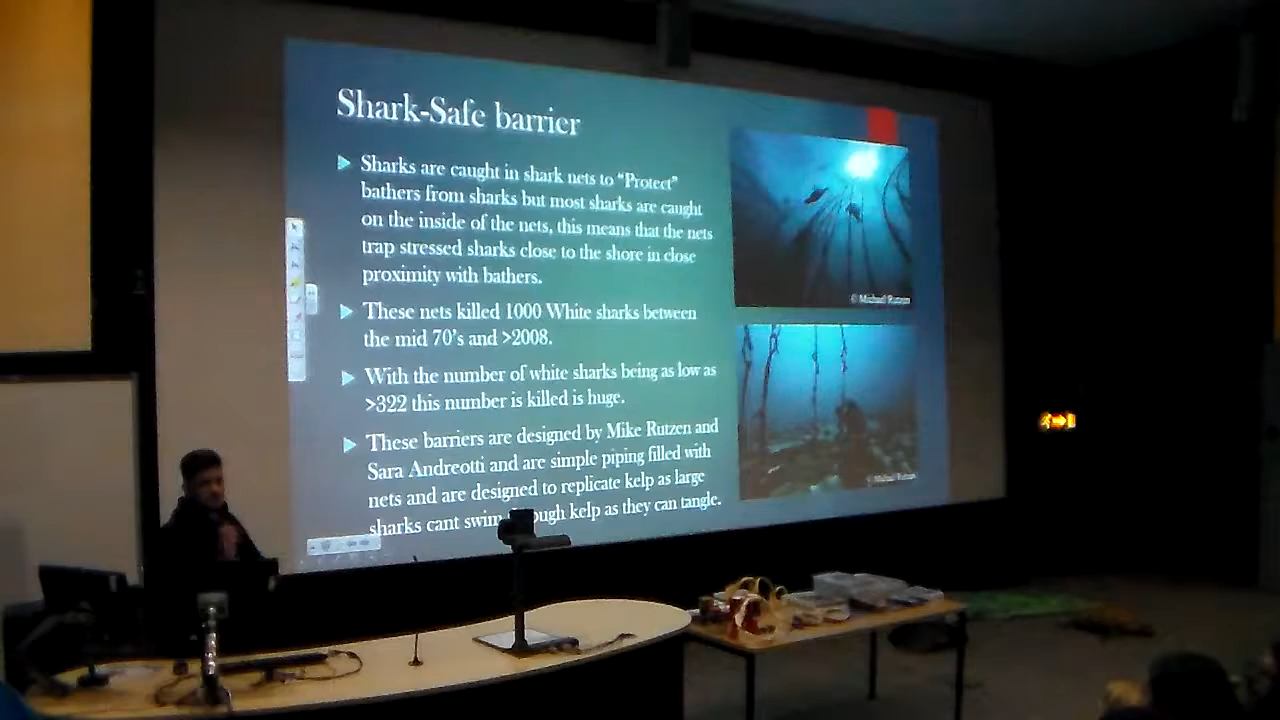 Shark-Safe barrier
Sharks are caught in shark nets to “Protect”
bathers from sharks but most sharks are caught
on the inside of the nets, this means that the nets
trap stressed sharks close to the shore in close
proximity with bathers.
These nets killed 1000 White sharks between
the mid 70's and >2008.
With the number of white sharks being as low as
>322 this number is killed is huge.
These barriers are designed by Mike Rutzen and
Sara Andreotti and are simple piping filled with
nets and are designed to replicate kelp as large
sharks cant swim ough kelp as they can tangle.
© Michael Rutzen
© Michael Rutzen